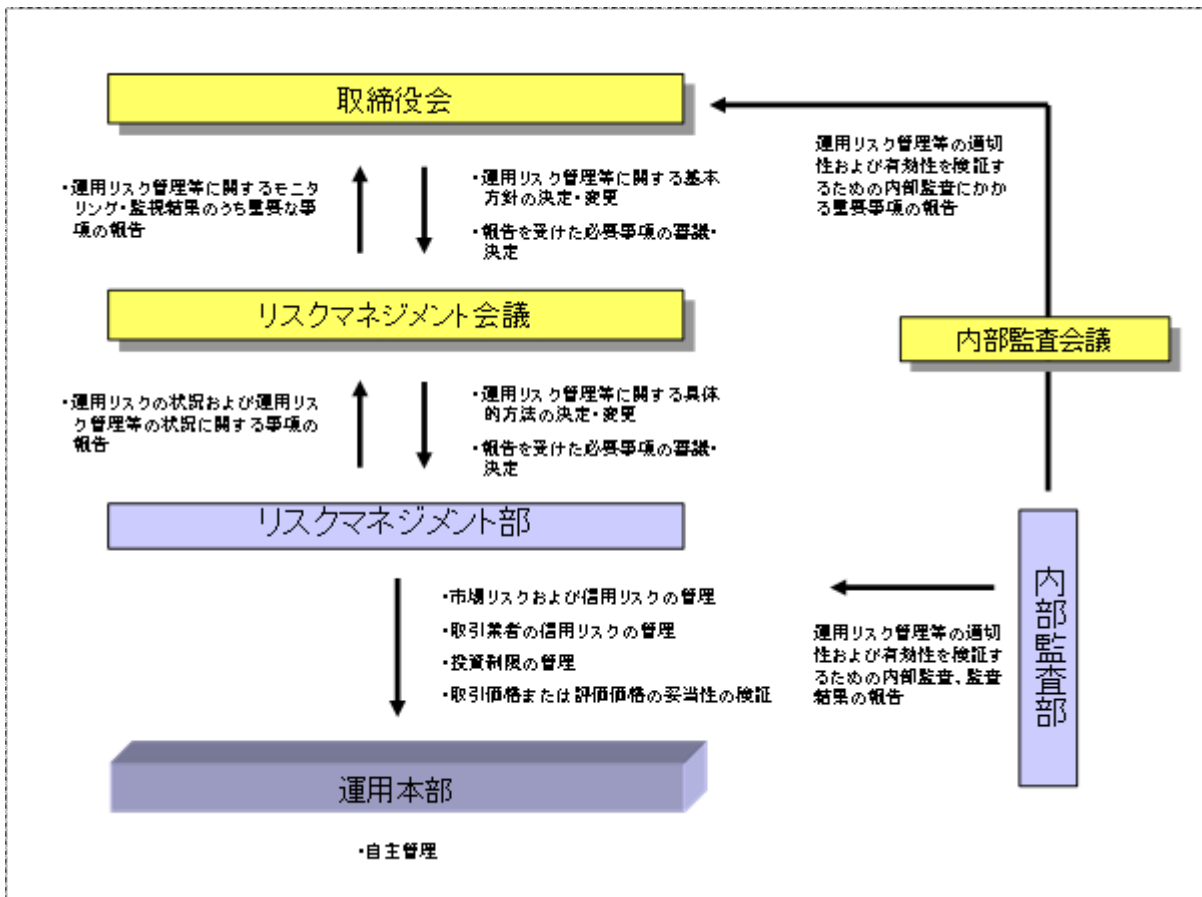 取締役会
・運用リスク管理等に関するモニ
タリング・監視結果のうち重要な事
項の報告
・運用リスク管理等に関する基本
方針の決定・変更
・報告を受けた必要事項の審議・
決定
運用リスク管理等の適切
性および有効性を検証す
るための内部監査にかか
る重要事項の報告
リスクマネジメント会議
内部監査会議
・運用リスクの状況および運用リス
ク管理等の状況に関する事項の
報告
・運用リスク管理等に関する具体
的方法の決定・変更
・報告を受けた必要事項の審議・
決定
リスクマネジメント部
・市場リスクおよび信用リスクの管理
・取引業者の信用リスクの管理
・投資制限の管理
・取引価格または評価価格の妥当性の検証
運用リスク管理等の適切
性および有効性を検証す
るための内部監査、監査
結果の報告
内部監査部
運用本部
・自主管理